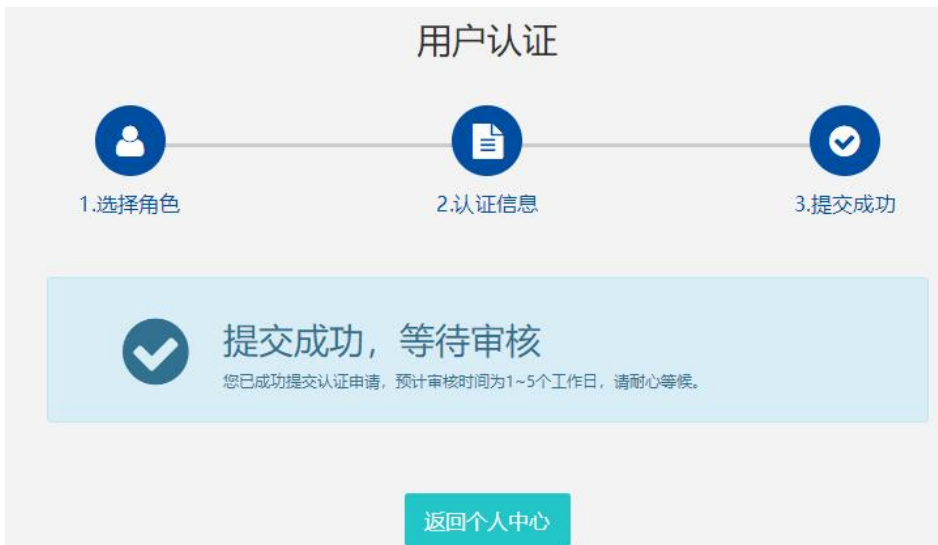 用户认证
1.选择角色
2.认证信息
3.提交成功
提交成功，等待审核
您已成功提交认证申请，预计审核时间为1~5个工作日，请耐心等候。
返回个人中心